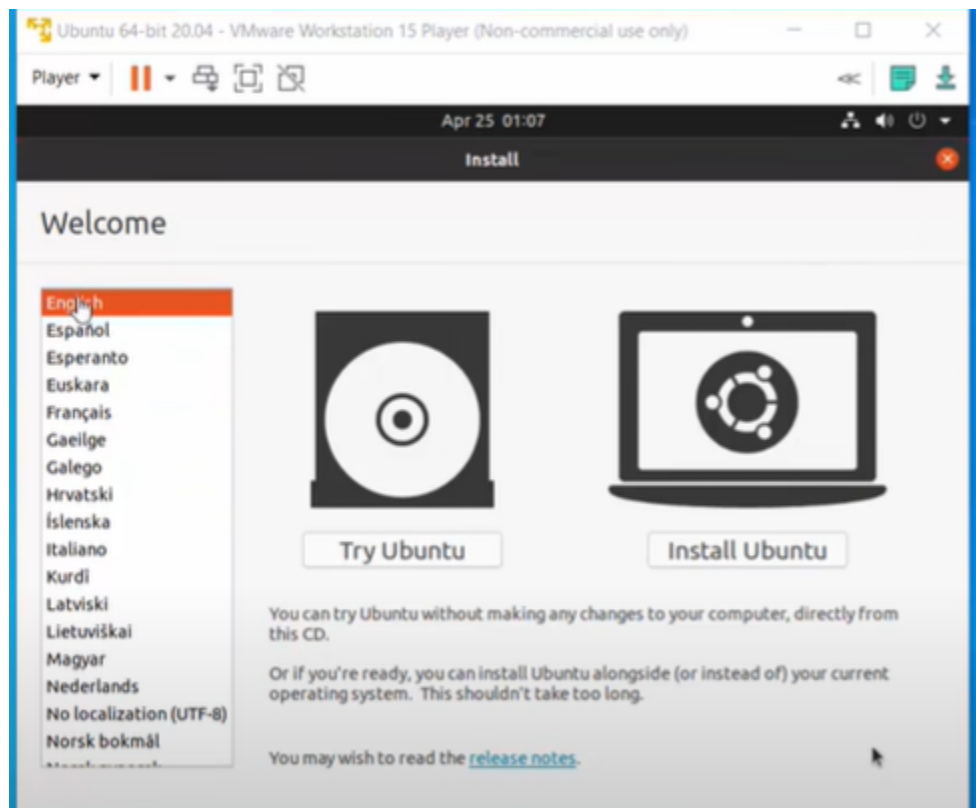 Ubuntu 64-bit 20.04 - VMware Workstation 15 Player (Non-commercial use only)
Player
Apr 25 01:07
Install
Welcome
English
Español
Esperanto
Euskara
Français
Gaeilge
Galego
Hrvatski
Íslenska
Italiano
Kurdî
Latviski
Lietuviškai
Magyar
Nederlands
No localization (UTF-8)
Norsk bokmål
Try Ubuntu
Install Ubuntu
You can try Ubuntu without making any changes to your computer, directly from
this CD.
Or if you're ready, you can install Ubuntu alongside (or instead of) your current
operating system. This shouldn't take too long.
You may wish to read the release notes.